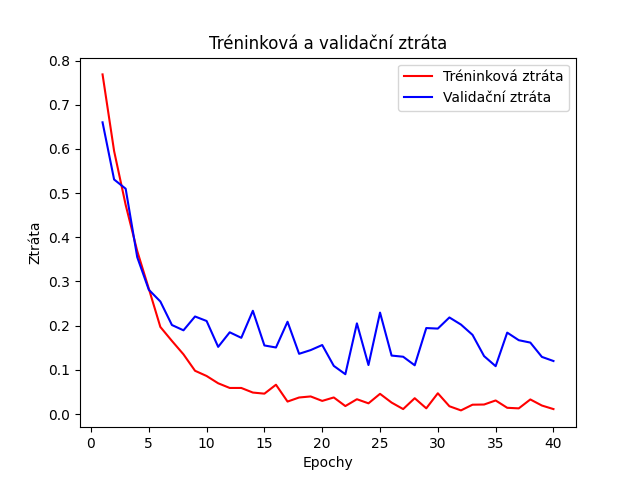 Tréninková a validační ztráta
Tréninková ztráta
Validační ztráta
Ztráta
0.8
0.7
0.6
0.5
0.4
0.3
0.2
0.1
0.0
0 5 10 15 20 25 30 35 40
Epochy